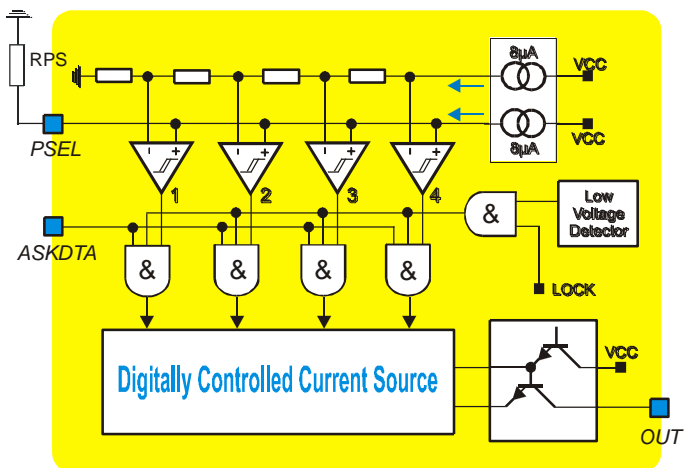 8µA
RPS
VCC
VCC
PSEL
8µA
- +
- +
- +
- +
1
2
3
4
&
Low
Voltage
Detector
ASKDTA
&
&
&
&
LOCK
Digitally Controlled Current Source
VCC
OUT